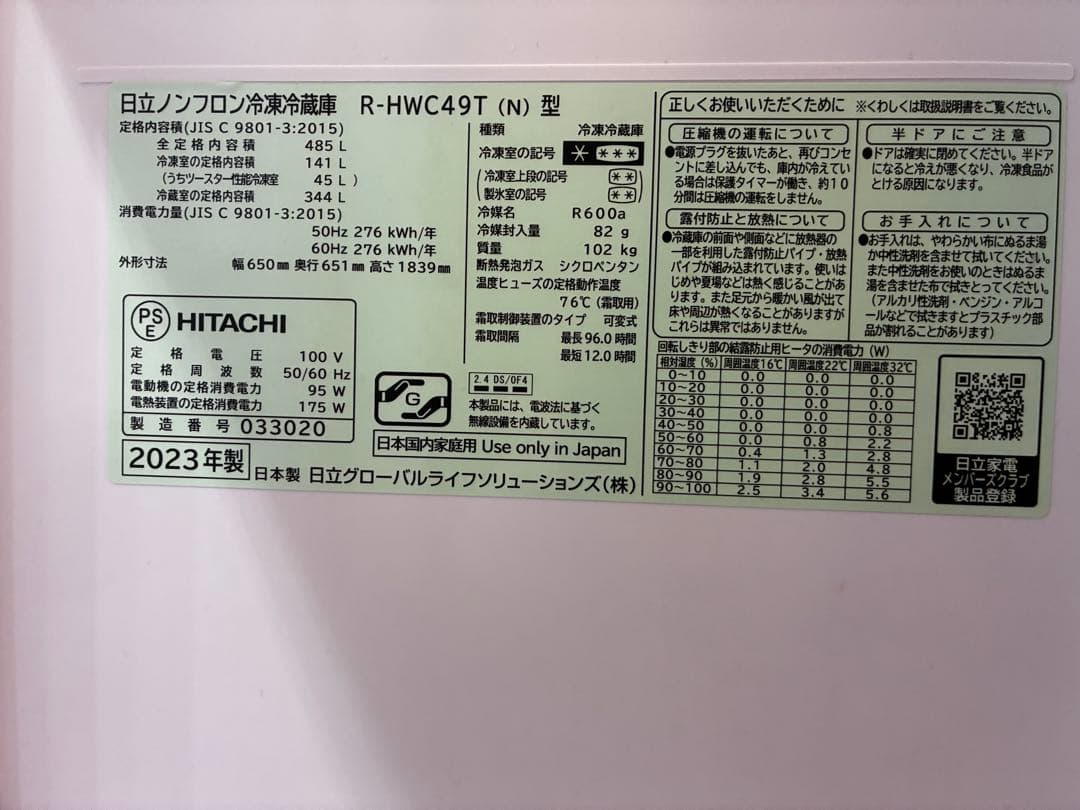 日立ノンフロン冷凍冷蔵庫 R-HWC49T (N) 型
定格内容積(JIS C 9801-3:2015)
全定格内容積 485 L
冷凍室の定格内容積 141 L
(うちツースター性能冷凍室 45 L )
冷蔵室の定格内容積 344 L
消費電力量(JIS C 9801-3:2015)
50Hz 276 kWh/年
60Hz 276 kWh/年
外形寸法 幅650mm 奥行651mm 高さ1839mm
PS
E
HITACHI
定格電圧 100 V
定格周波数 50/60 Hz
電動機の定格消費電力 95 W
電熱装置の定格消費電力 175 W
製造番号 033020
2023年製
日本製 日立グローバルライフソリューションズ(株)
種類 冷凍冷蔵庫
冷凍室の記号 * ***
(冷凍室上段の記号 **)
(製氷室の記号 **)
冷媒名 R600a
冷媒封入量 82 g
質量 102 kg
断熱発泡ガス シクロペンタン
温度ヒューズの定格動作温度
76℃ (霜取用)
霜取制御装置のタイプ 可変式
霜取間隔 最長96.0時間
最短12.0時間
G
2.4 DS/OF4
本製品には、電波法に基づく
無線設備を内蔵しています。
日本国内家庭用 Use only in Japan
正しくお使いいただくために ※くわしくは取扱説明書をご覧ください。
圧縮機の運転について
●電源プラグを抜いたあと、再びコンセ
ントに差し込んでも、庫内が冷えてい
る場合は保護タイマーが働き、約10
分間は圧縮機の運転をしません。
露付防止と放熱について
●冷蔵庫の前面や側面などに放熱器の
一部を利用した露付防止パイプ・放熱
パイプが組み込まれています。使いは
じめや夏場などは熱く感じることがあ
ります。また足元から暖かい風が出て
床や周辺が熱くなることがありますが
これらは異常ではありません。
半ドアにご注意
●ドアは確実に閉めてください。半ドア
になると冷えが悪くなり、冷凍食品が
とける原因になります。
お手入れについて
●お手入れは、やわらかい布にぬるま湯
か中性洗剤を含ませて拭いてください。
また中性洗剤をお使いのときはぬるま
湯を含ませた布で拭きとってください。
(アルカリ性洗剤・ベンジン・アルコ
ールなどで拭きますとプラスチック部
品が割れることがあります)
回転しきり部の結露防止用ヒータの消費電力 (W)
相対湿度 (%) 周囲温度16℃ 周囲温度22℃ 周囲温度32℃
0~10 0.0 0.0 0.0
10~20 0.0 0.0 0.0
20~30 0.0 0.0 0.0
30~40 0.0 0.0 0.0
40~50 0.0 0.0 0.8
50~60 0.0 0.8 2.2
60~70 0.4 1.3 2.8
70~80 1.1 2.0 4.8
80~90 1.9 2.8 5.5
90~100 2.5 3.4 5.6
日立家電
メンバーズクラブ
製品登録